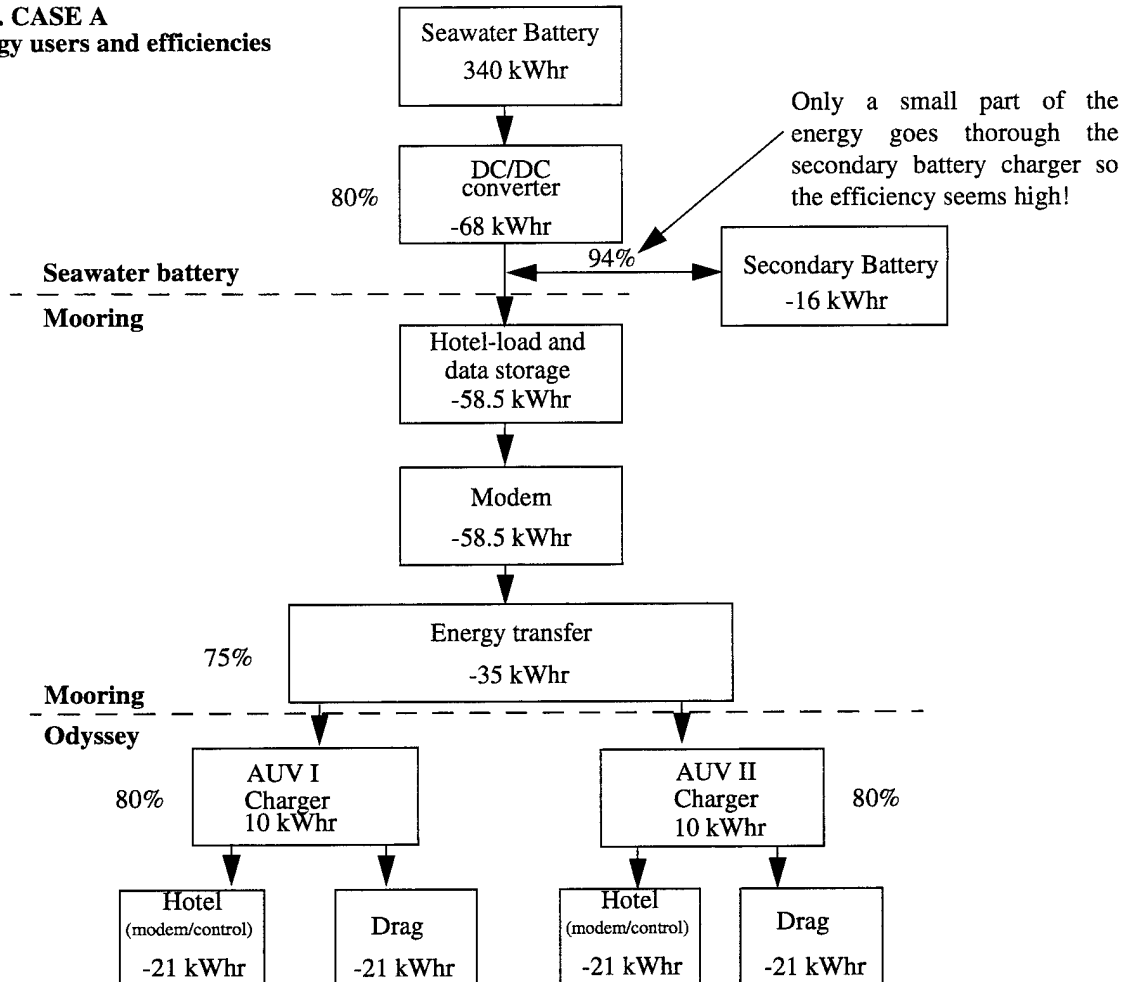 . CASE A
gy users and efficiencies
Seawater Battery
340 kWhr
Only a small part of the
energy goes thorough the
secondary battery charger so
the efficiency seems high!
DC/DC
converter
-68 kWhr
80%
94%
Secondary Battery
-16 kWhr
Seawater battery
Mooring
Hotel-load and
data storage
-58.5 kWhr
Modem
-58.5 kWhr
Energy transfer
-35 kWhr
75%
Mooring
Odyssey
80%
AUV I
Charger
10 kWhr
AUV II
Charger
10 kWhr
80%
Hotel
(modem/control)
-21 kWhr
Drag
-21 kWhr
Hotel
(modem/control)
-21 kWhr
Drag
-21 kWhr